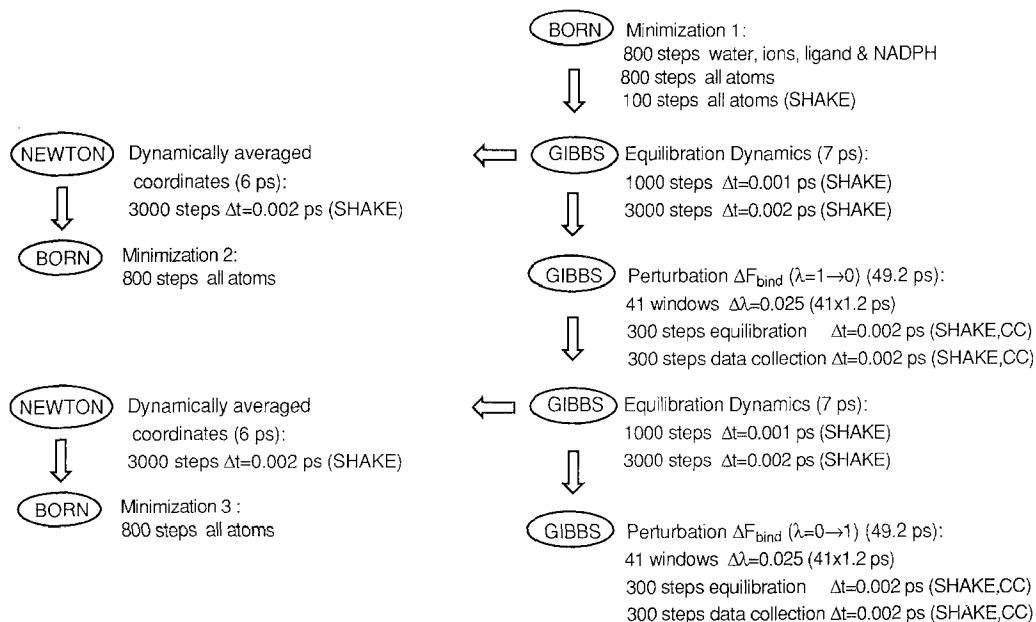 BORN Minimization 1:
800 steps water, ions, ligand & NADPH
800 steps all atoms
100 steps all atoms (SHAKE)
NEWTON Dynamically averaged
coordinates (6 ps):
3000 steps Δt=0.002 ps (SHAKE)
BORN Minimization 2:
800 steps all atoms
GIBBS Equilibration Dynamics (7 ps):
1000 steps Δt=0.001 ps (SHAKE)
3000 steps Δt=0.002 ps (SHAKE)
GIBBS Perturbation ΔFbind (λ=1→0) (49.2 ps):
41 windows Δλ=0.025 (41x1.2 ps)
300 steps equilibration Δt=0.002 ps (SHAKE,CC)
300 steps data collection Δt=0.002 ps (SHAKE,CC)
NEWTON Dynamically averaged
coordinates (6 ps):
3000 steps Δt=0.002 ps (SHAKE)
BORN Minimization 3 :
800 steps all atoms
GIBBS Equilibration Dynamics (7 ps):
1000 steps Δt=0.001 ps (SHAKE)
3000 steps Δt=0.002 ps (SHAKE)
GIBBS Perturbation ΔFbind (λ=0→1) (49.2 ps):
41 windows Δλ=0.025 (41x1.2 ps)
300 steps equilibration Δt=0.002 ps (SHAKE,CC)
300 steps data collection Δt=0.002 ps (SHAKE,CC)